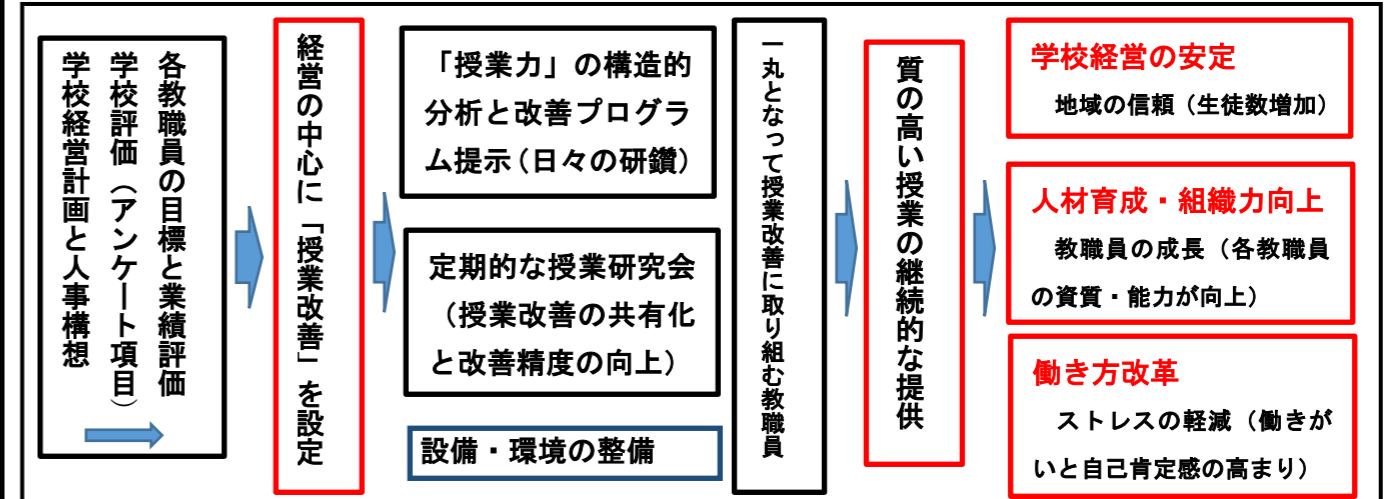 学校経営計画と人事構想
学校評価（アンケート項目）
各教職員の目標と業績評価
経営の中心に「授業改善」を設定
「授業力」の構造的
分析と改善プログラ
ム提示（日々の研鑽）
定期的な授業研究会
（授業改善の共有化
と改善精度の向上）
設備・環境の整備
一丸となって授業改善に取り組む教職員
質の高い授業の継続的な提供
学校経営の安定
地域の信頼（生徒数増加）
人材育成・組織力向上
教職員の成長（各教職員
の資質・能力が向上）
働き方改革
ストレスの軽減（働きが
いと自己肯定感の高まり）